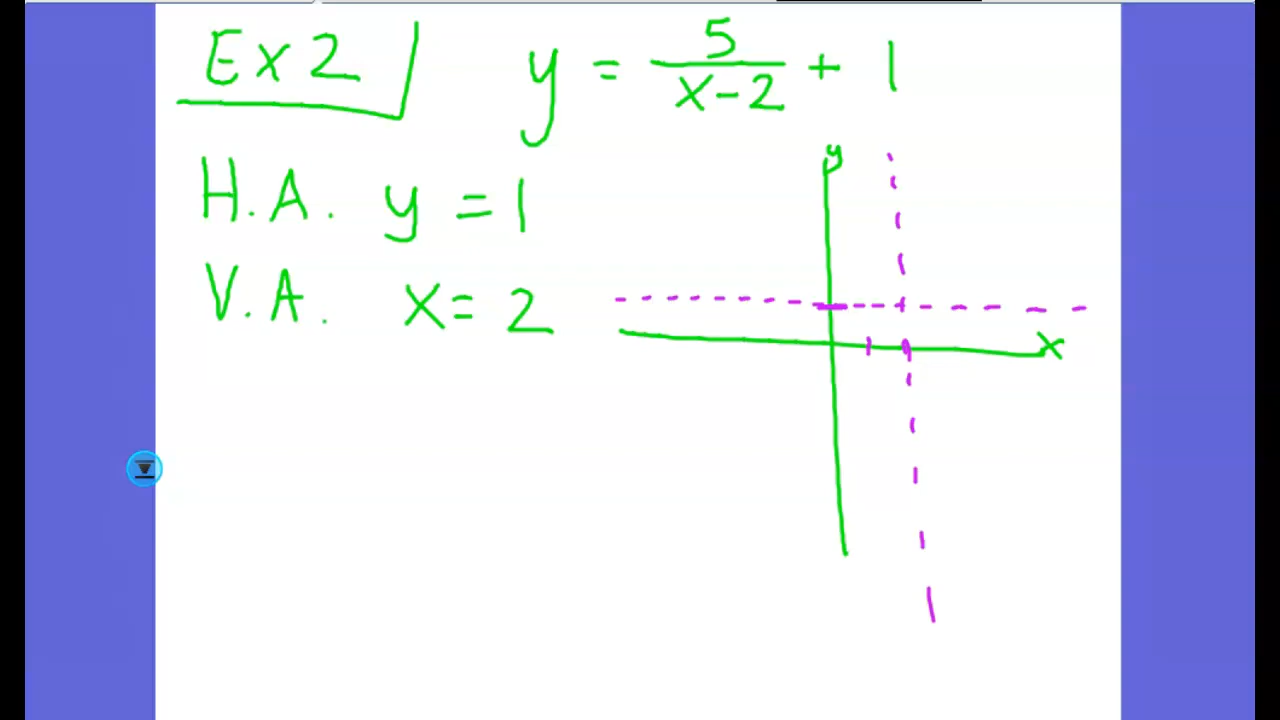 Ex 2
y = 5/(x-2) + 1
H.A. y = 1
V.A. x = 2
y
x